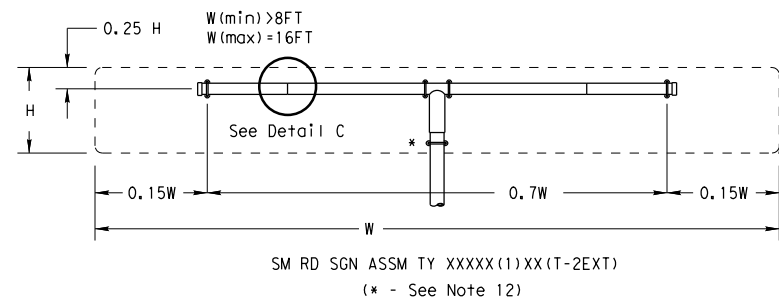 0.25 H
W(min) >8FT
W(max) =16FT
H
See Detail C
*
0.15W
0.7W
0.15W
W
SM RD SGN ASSM TY XXXXX(1)XX(T-2EXT)
(* - See Note 12)